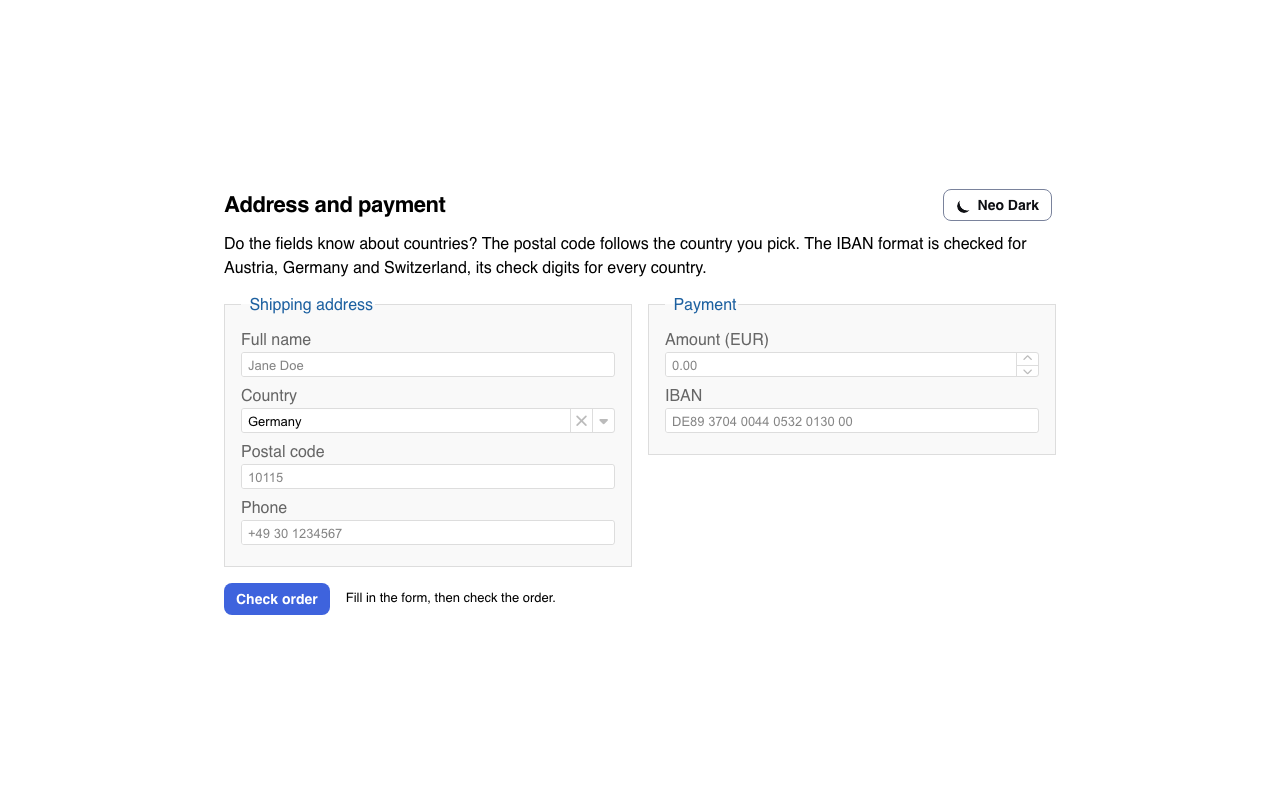 Address and payment
Neo Dark
Do the fields know about countries? The postal code follows the country you pick. The IBAN format is checked for
Austria, Germany and Switzerland, its check digits for every country.
Shipping address
Full name
Jane Doe
Country
Germany
Postal code
10115
Phone
+49 30 1234567
Payment
Amount (EUR)
0.00
IBAN
DE89 3704 0044 0532 0130 00
Check order
Fill in the form, then check the order.